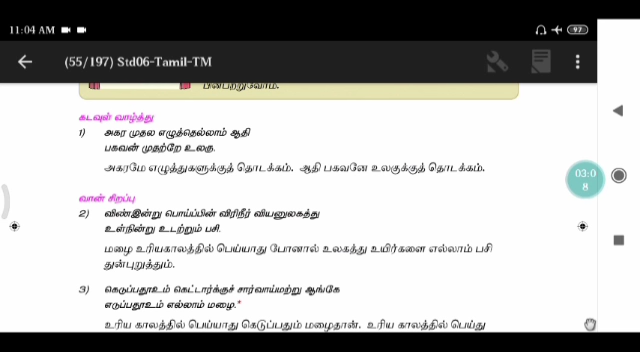 11:04 AM
97
(55/197) Std06-Tamil-TM
பின்பற்றுவோம்.
கடவுள் வாழ்த்து
1) அகர முதல எழுத்தெல்லாம் ஆதி
பகவன் முதற்றே உலகு.
அகரமே எழுத்துகளுக்குத் தொடக்கம். ஆதி பகவனே உலகுக்குத் தொடக்கம்.
03:0
8
வான் சிறப்பு
2) விண்இன்று பொய்ப்பின் விரிநீர் வியனுலகத்து
உள்நின்று உடற்றும் பசி.
மழை உரியகாலத்தில் பெய்யாது போனால் உலகத்து உயிர்களை எல்லாம் பசி
துன்புறுத்தும்.
3) கெடுப்பதூஉம் கெட்டார்க்குச் சார்வாய்மற்று ஆங்கே
எடுப்பதூஉம் எல்லாம் மழை.*
உரிய காலத்தில் பெய்யாது கெடுப்பதும் மழைதான். உரிய காலத்தில் பெய்து